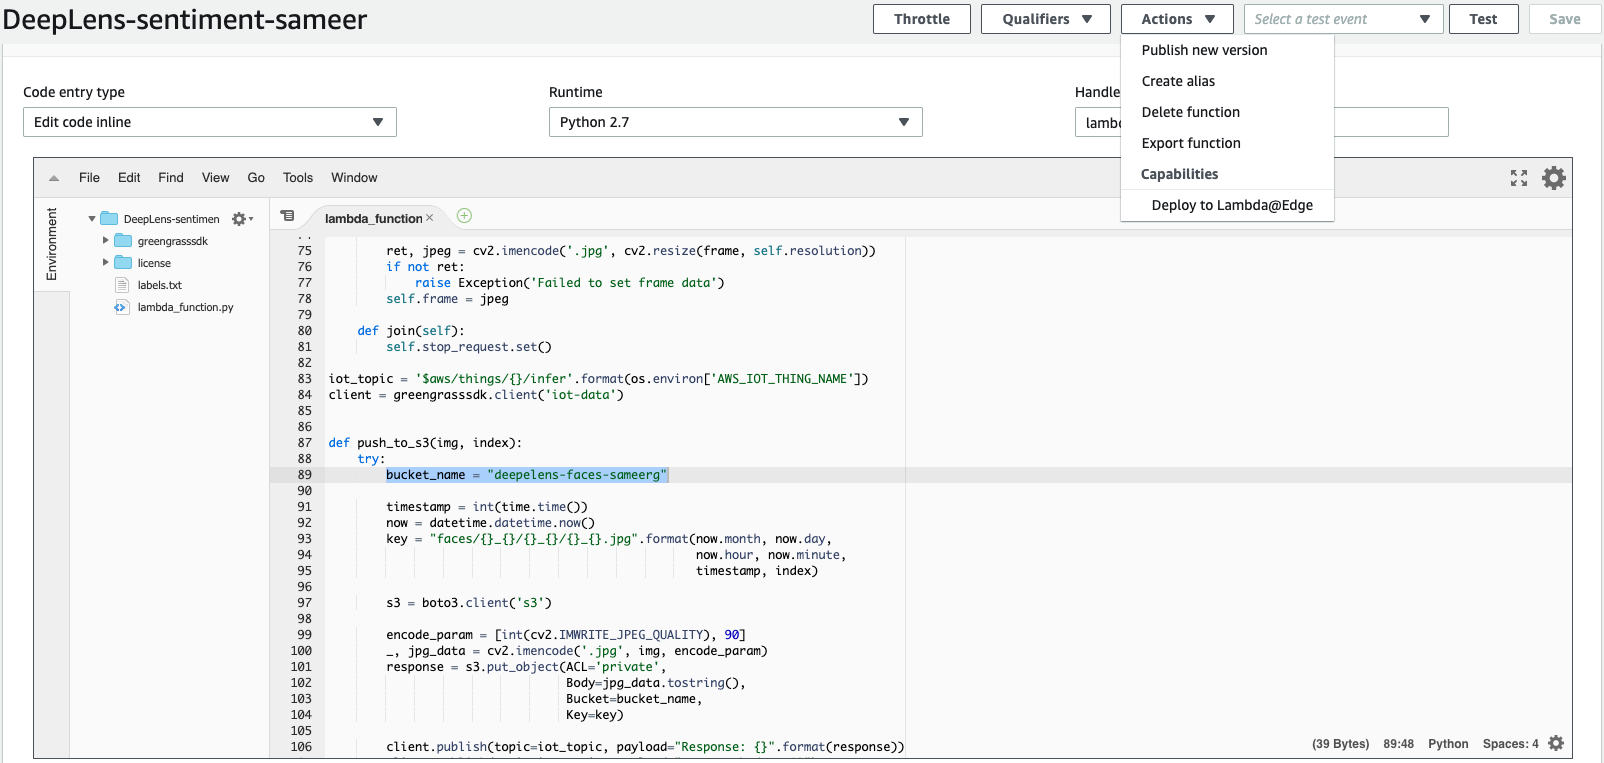 DeepLens-sentiment-sameer
Throttle
Qualifiers
Actions
Select a test event
Test
Save
Publish new version
Create alias
Delete function
Export function
Capabilities
Deploy to Lambda@Edge
Code entry type
Runtime
Handle
Edit code inline
Python 2.7
lamb
File Edit Find View Go Tools Window
Environment
DeepLens-sentimen
greengrasssdk
license
labels.txt
lambda_function.py
lambda_function
75 ret, jpeg = cv2.imencode('.jpg', cv2.resize(frame, self.resolution))
76 if not ret:
77 raise Exception('Failed to set frame data')
78 self.frame = jpeg
79
80 def join(self):
81 self.stop_request.set()
82
83 iot_topic = '$aws/things/{}/infer'.format(os.environ['AWS_IOT_THING_NAME'])
84 client = greengrasssdk.client('iot-data')
85
86
87 def push_to_s3(img, index):
88 try:
89 bucket_name = "deepelens-faces-sameerg"
90
91 timestamp = int(time.time())
92 now = datetime.datetime.now()
93 key = "faces/{}_{}/{}_{}/{}_{}.jpg".format(now.month, now.day,
94 now.hour, now.minute,
95 timestamp, index)
96
97 s3 = boto3.client('s3')
98
99 encode_param = [int(cv2.IMWRITE_JPEG_QUALITY), 90]
100 _, jpg_data = cv2.imencode('.jpg', img, encode_param)
101 response = s3.put_object(ACL='private',
102 Body=jpg_data.tostring(),
103 Bucket=bucket_name,
104 Key=key)
105
106 client.publish(topic=iot_topic, payload="Response: {}".format(response))
(39 Bytes) 89:48 Python Spaces: 4